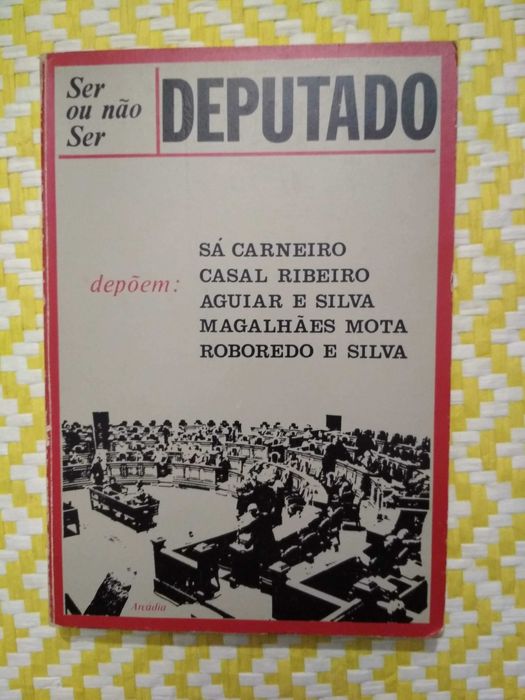 Ser
ou não
Ser
DEPUTADO
depõem:
SÁ CARNEIRO
CASAL RIBEIRO
AGUIAR E SILVA
MAGALHÃES MOTA
ROBOREDO E SILVA
Arcádia